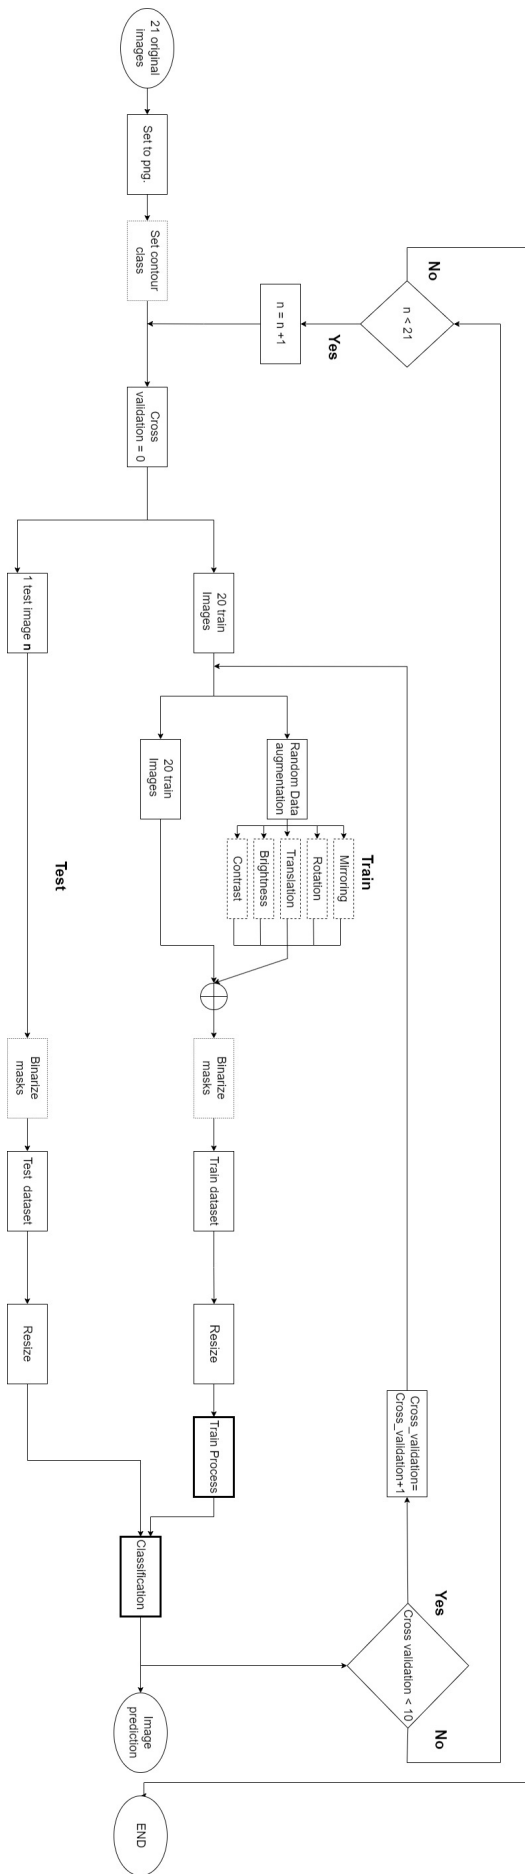 21 original
images
Set to png.
Set contour
class
No
n < 21
Yes
n = n +1
Cross
validation = 0
20 train
Images
1 test image n
Random Data
augmentation
20 train
Images
Train
Mirroring
Rotation
Translation
Brightness
Contrast
Test
Binarize
masks
Binarize
masks
Train dataset
Test dataset
Resize
Resize
Train Process
Cross_validation=
Cross_validation+1
Classification
Yes
Cross validation < 10
No
Image
prediction
END